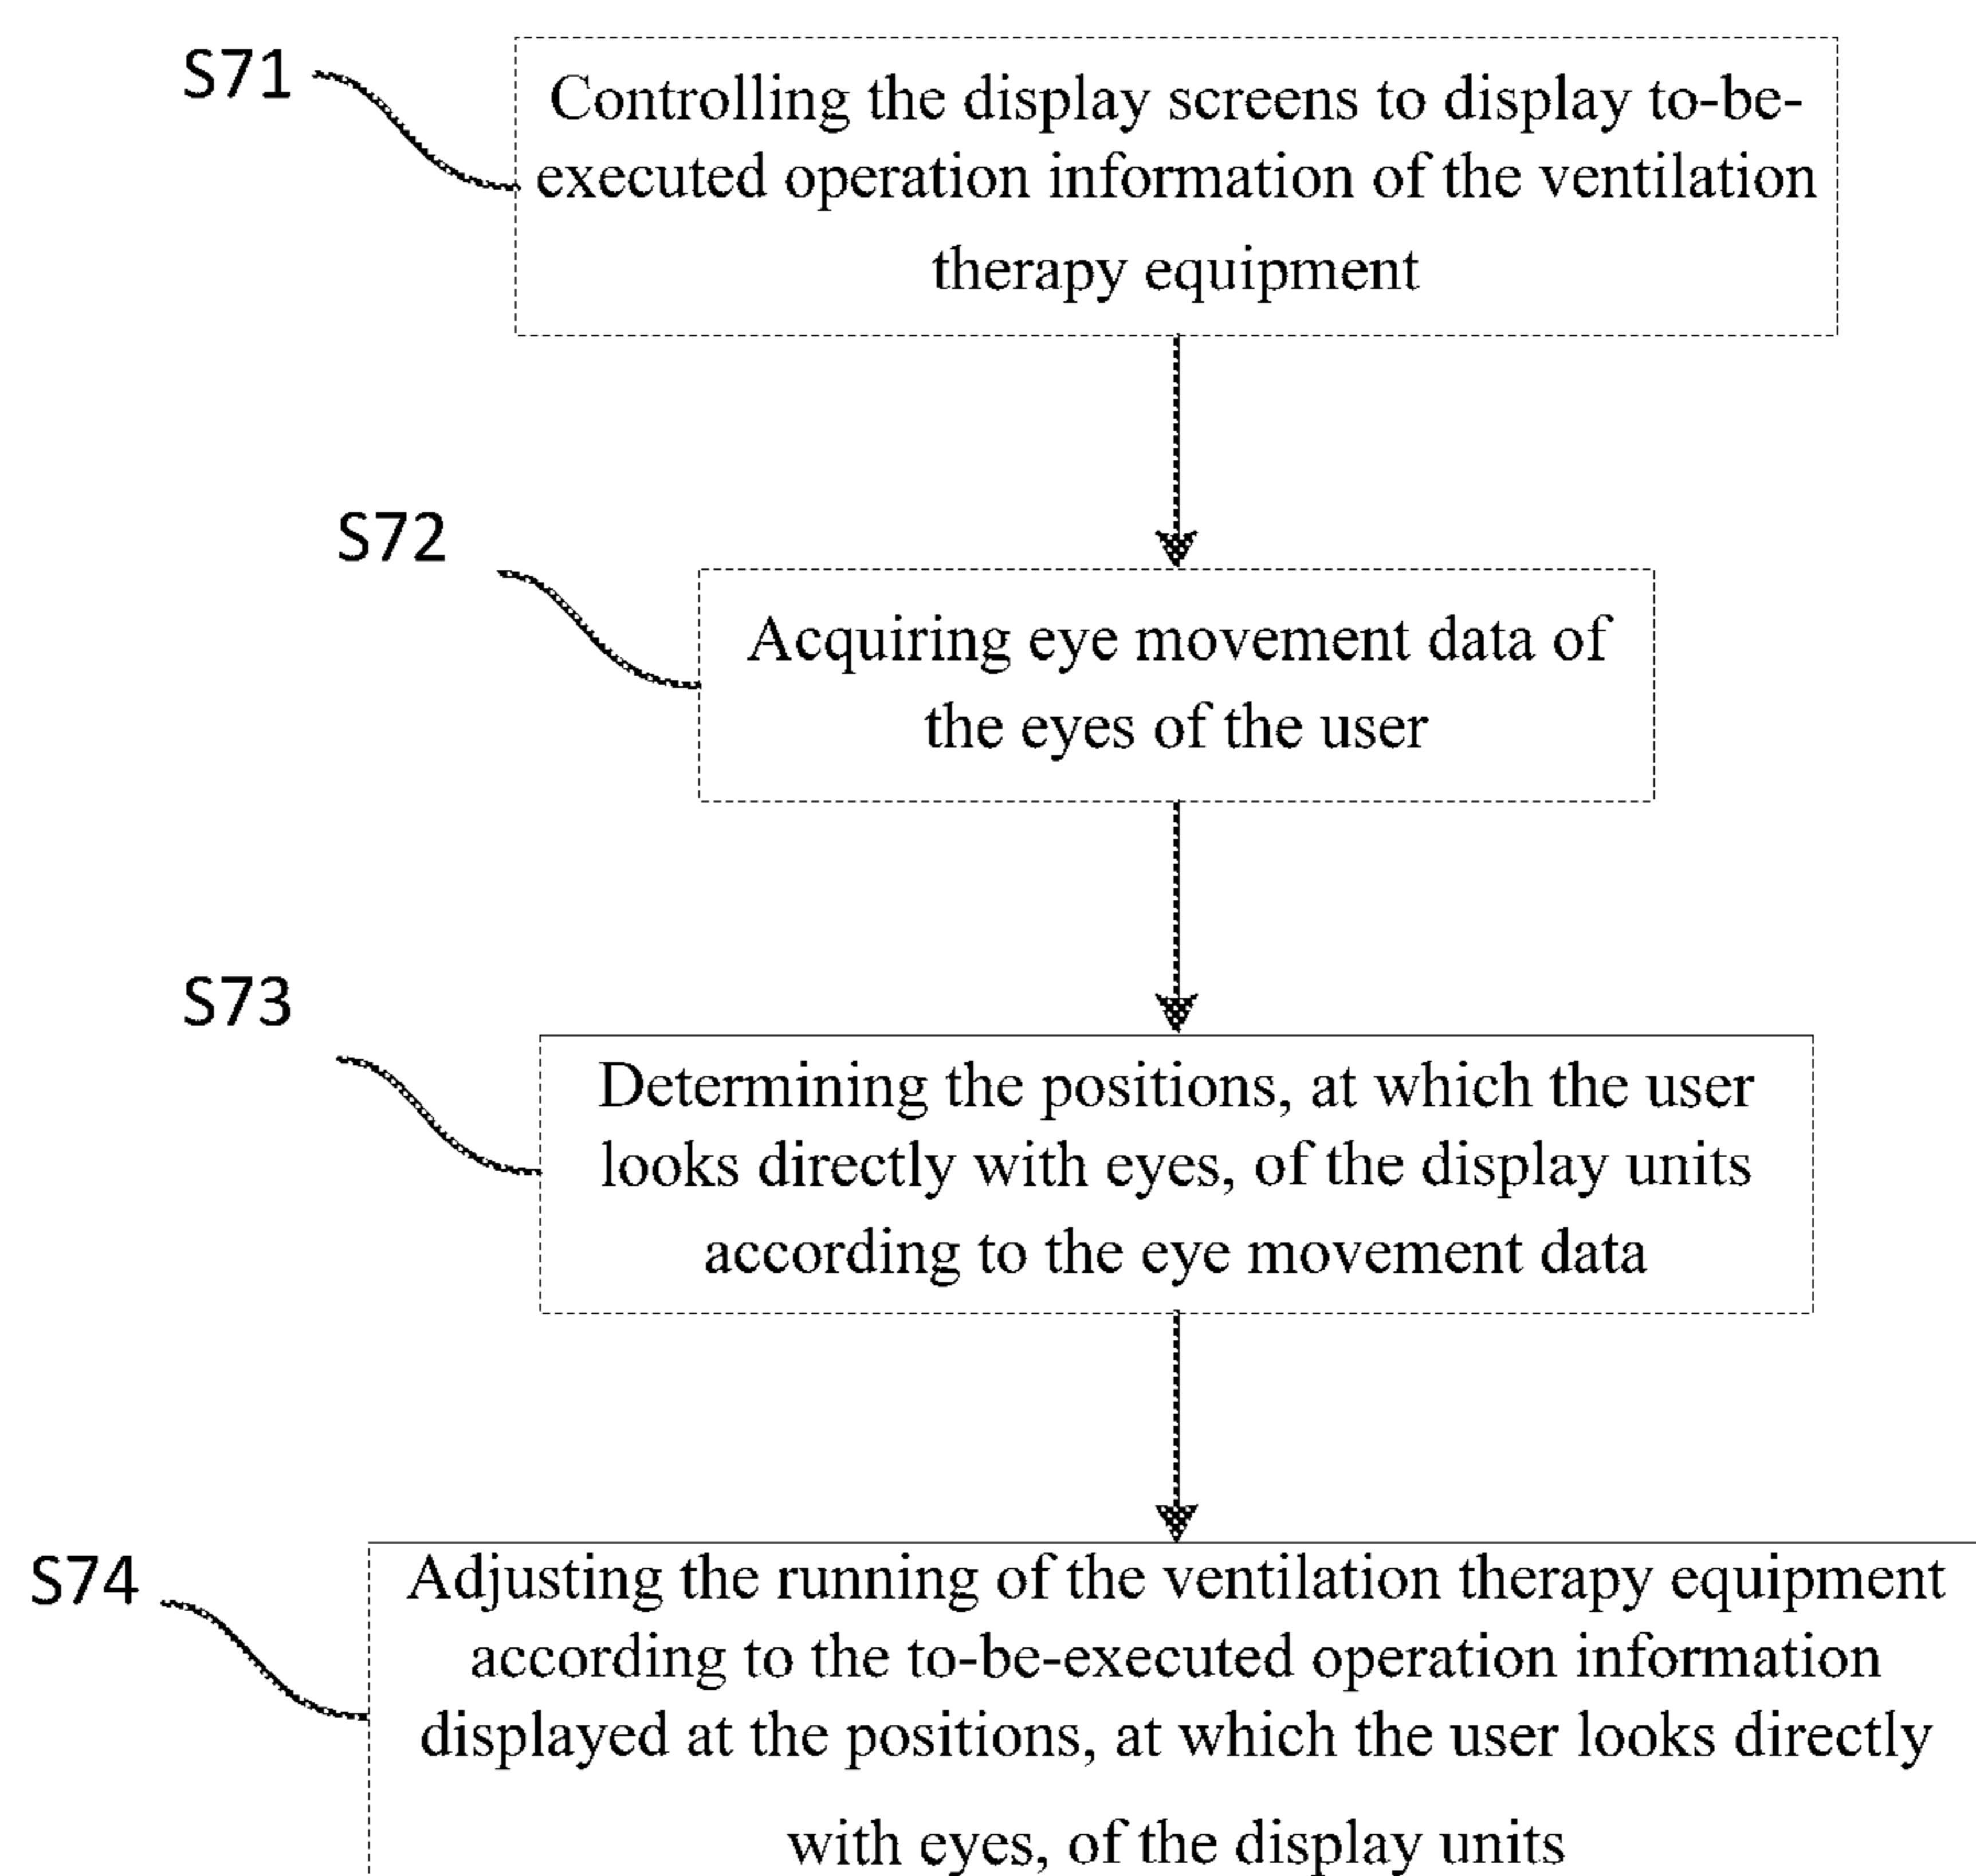 S71
Controlling the display screens to display to-be-
executed operation information of the ventilation
therapy equipment
S72
Acquiring eye movement data of
the eyes of the user
S73
Determining the positions, at which the user
looks directly with eyes, of the display units
according to the eye movement data
S74
Adjusting the running of the ventilation therapy equipment
according to the to-be-executed operation information
displayed at the positions, at which the user looks directly
with eyes, of the display units